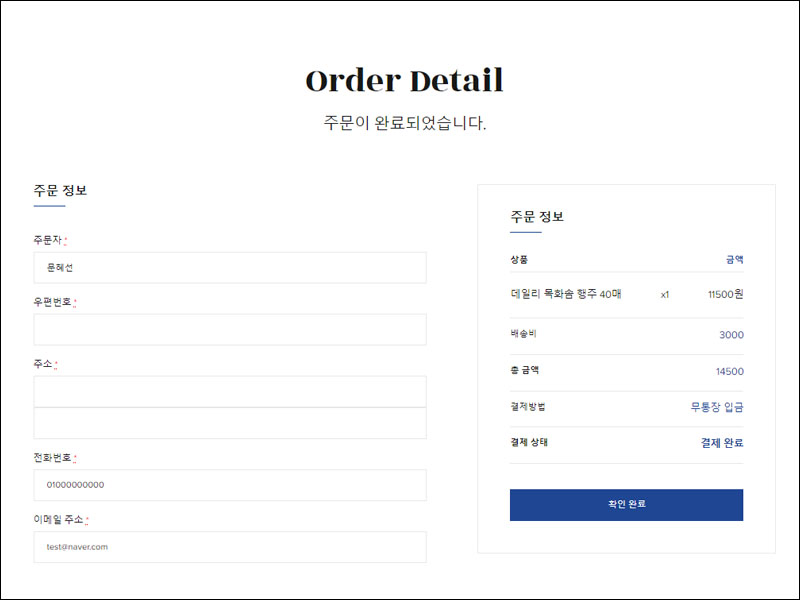 Order Detail
주문이 완료되었습니다.
주문 정보
주문자 *
문혜선
우편번호 *
주소 *
전화번호 *
01000000000
이메일 주소 *
test@naver.com
주문 정보
상품 금액
데일리 목화솜 행주 40매 x1 11500원
배송비 3000
총 금액 14500
결제방법 무통장 입금
결제 상태 결제 완료
확인 완료